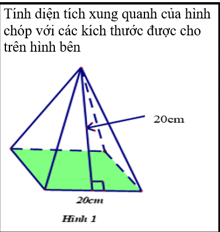 Tính diện tích xung quanh của hình
chóp với các kích thước được cho
trên hình bên
20cm
20cm
Hình 1